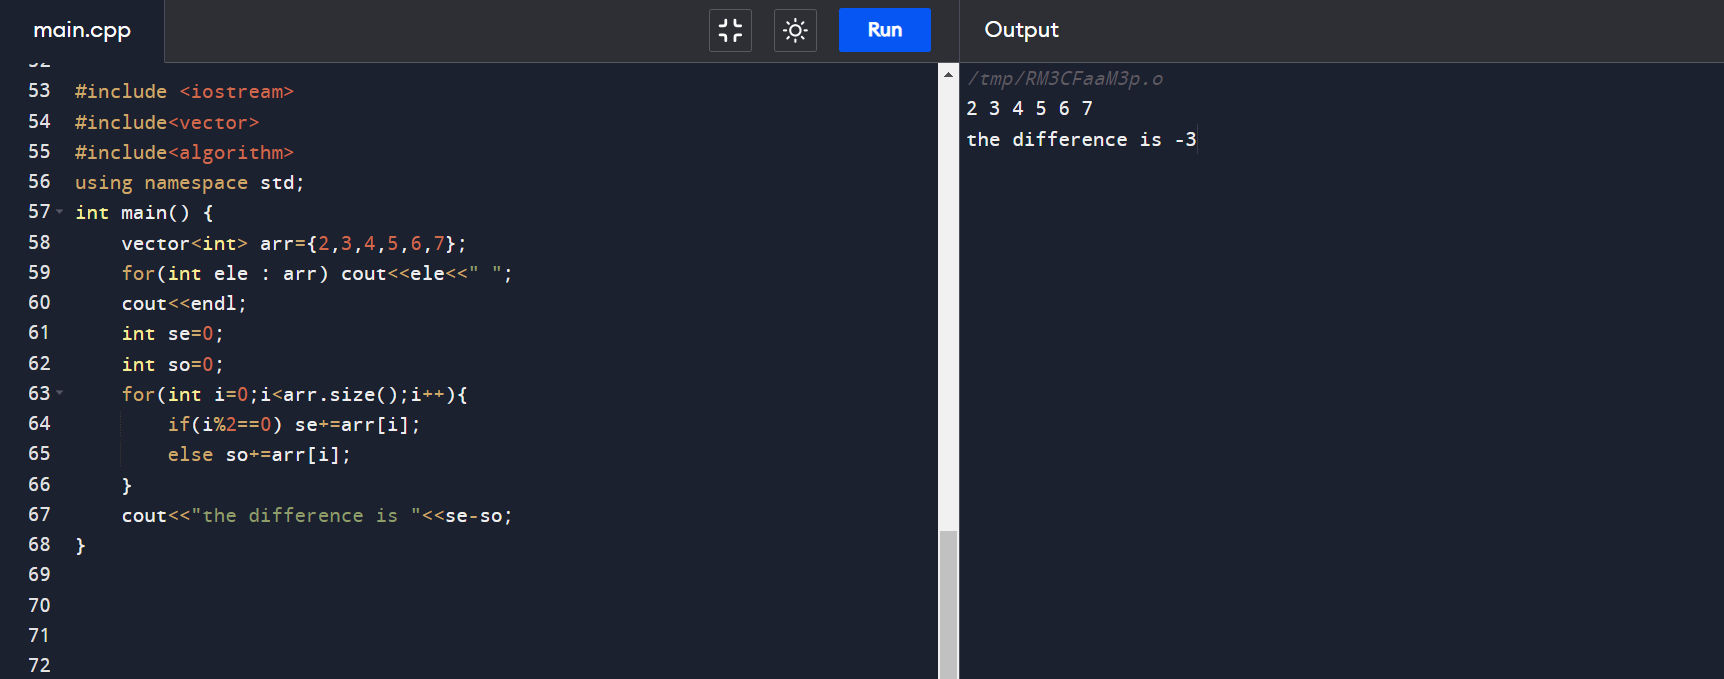 main.cpp
Run
Output
53 #include <iostream>
54 #include<vector>
55 #include<algorithm>
56 using namespace std;
57 int main() {
58     vector<int> arr={2,3,4,5,6,7};
59     for(int ele : arr) cout<<ele<<" ";
60     cout<<endl;
61     int se=0;
62     int so=0;
63     for(int i=0;i<arr.size();i++){
64         if(i%2==0) se+=arr[i];
65         else so+=arr[i];
66     }
67     cout<<"the difference is "<<se-so;
68 }
69
70
71
72
/tmp/RM3CFaaM3p.o
2 3 4 5 6 7
the difference is -3